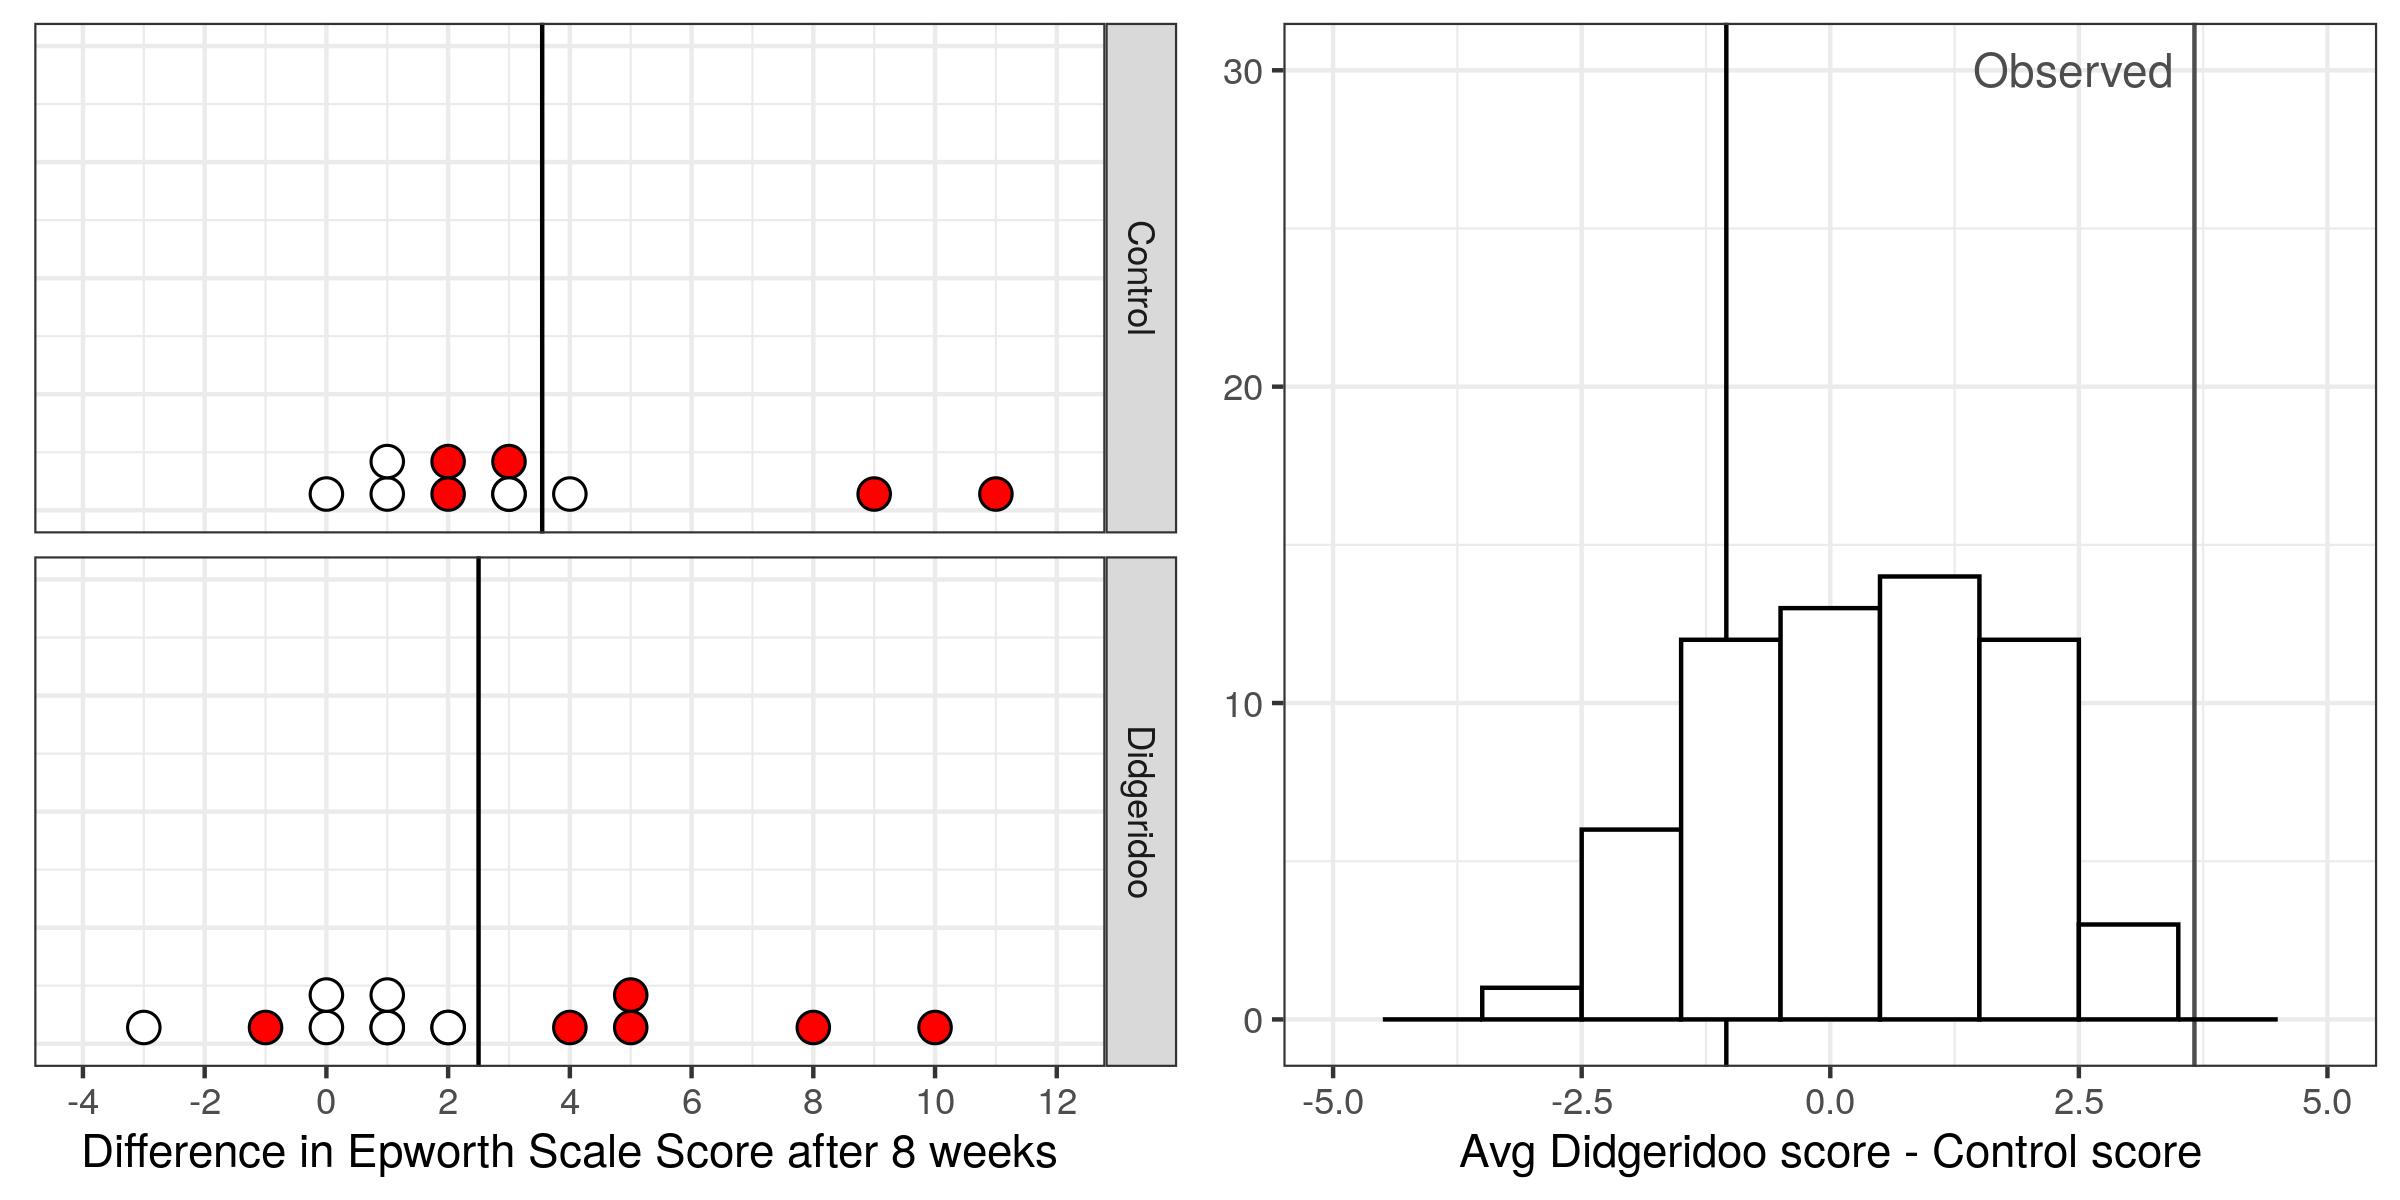 Control
Didgeridoo
-4 -2 0 2 4 6 8 10 12
Difference in Epworth Scale Score after 8 weeks
Observed
30
20
10
0
-5.0 -2.5 0.0 2.5 5.0
Avg Didgeridoo score - Control score